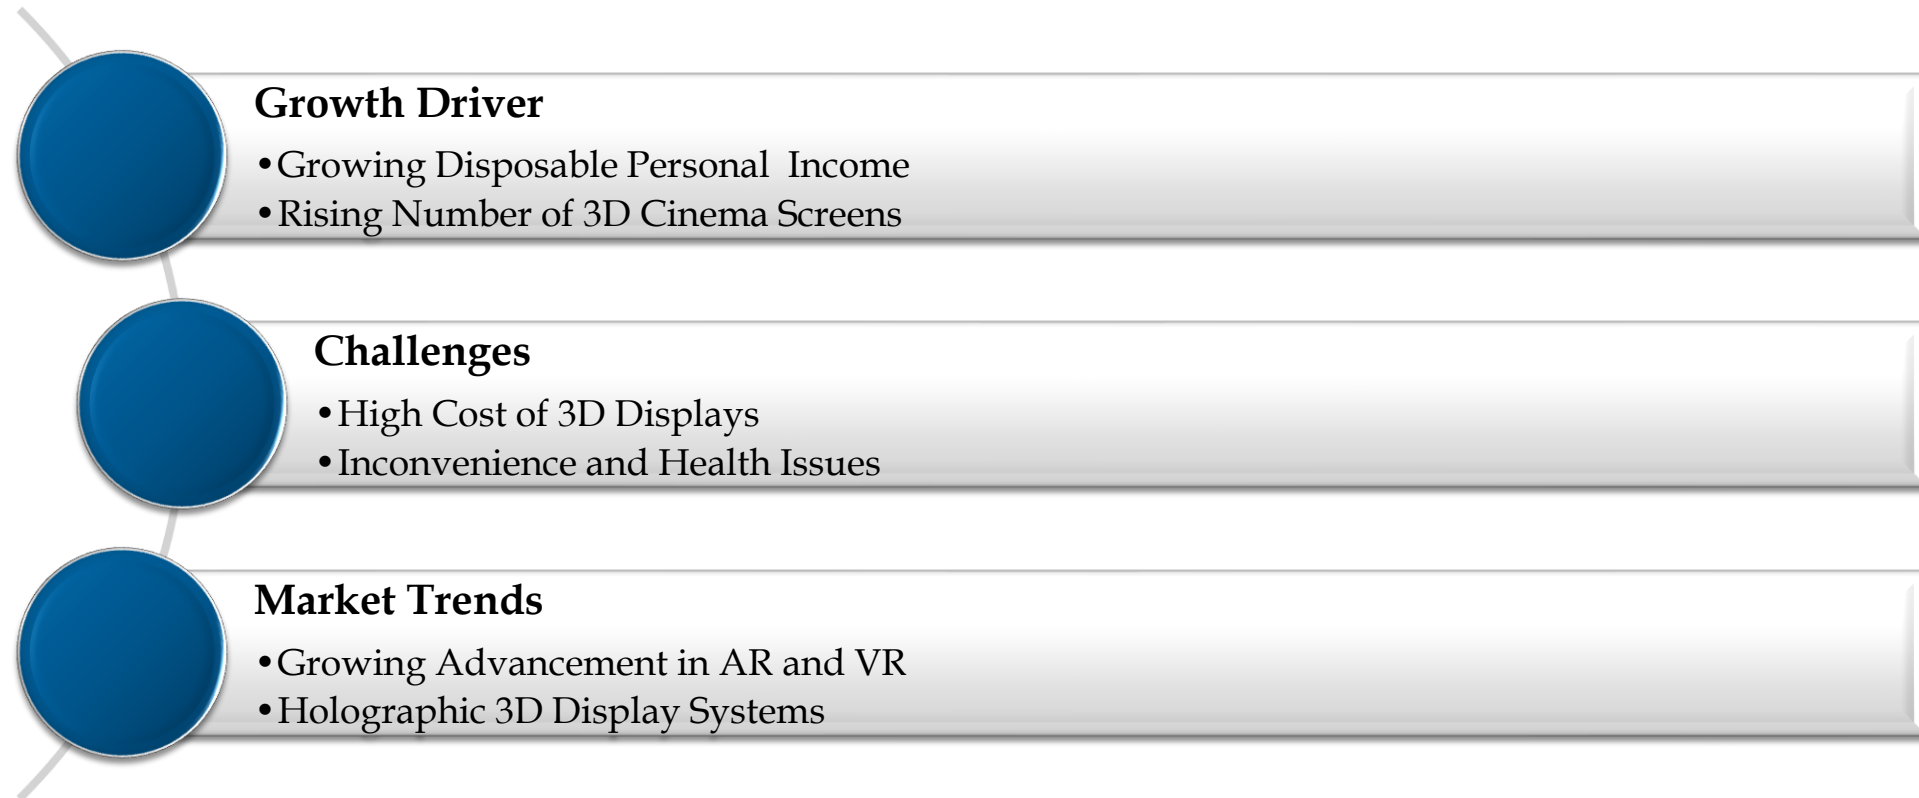 Growth Driver
•Growing Disposable Personal  Income
•Rising Number of 3D Cinema Screens
Challenges
•High Cost of 3D Displays
•Inconvenience and Health Issues
Market Trends
•Growing Advancement in AR and VR
•Holographic 3D Display Systems